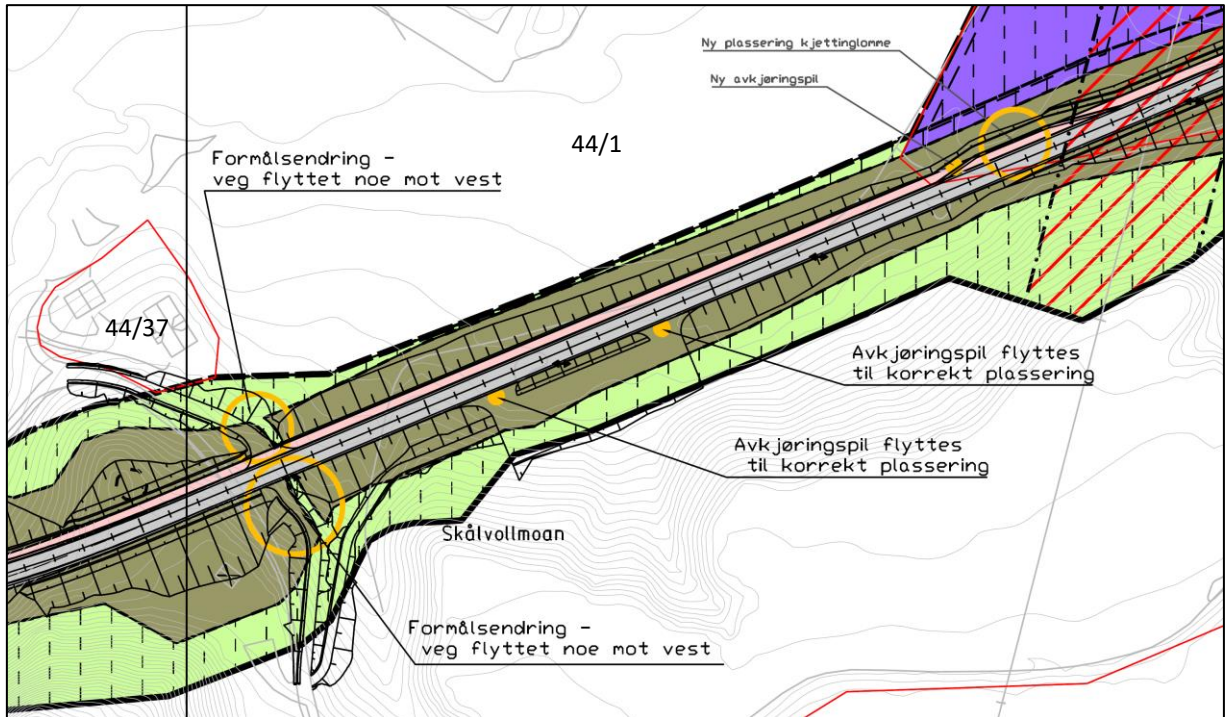 Ny plassering kjettinglomme
Ny avkjøringspil
44/1
Formålsendring -
veg flyttet noe mot vest
44/37
Avkjøringspil flyttes
til korrekt plassering
Avkjøringspil flyttes
til korrekt plassering
Skålvollmoan
Formålsendring -
veg flyttet noe mot vest